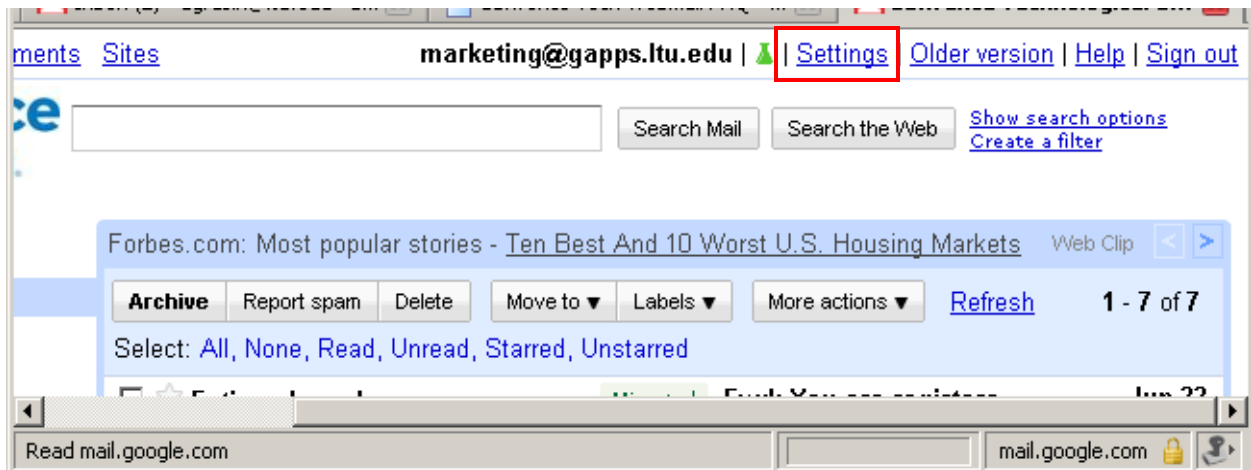 ments Sites marketing@gapps.ltu.edu | | Settings | Older version | Help | Sign out
ce Search Mail Search the Web Show search options
Create a filter
Forbes.com: Most popular stories - Ten Best And 10 Worst U.S. Housing Markets Web Clip < >
Archive Report spam Delete Move to ▼ Labels ▼ More actions ▼ Refresh 1 - 7 of 7
Select: All, None, Read, Unread, Starred, Unstarred
Read mail.google.com mail.google.com